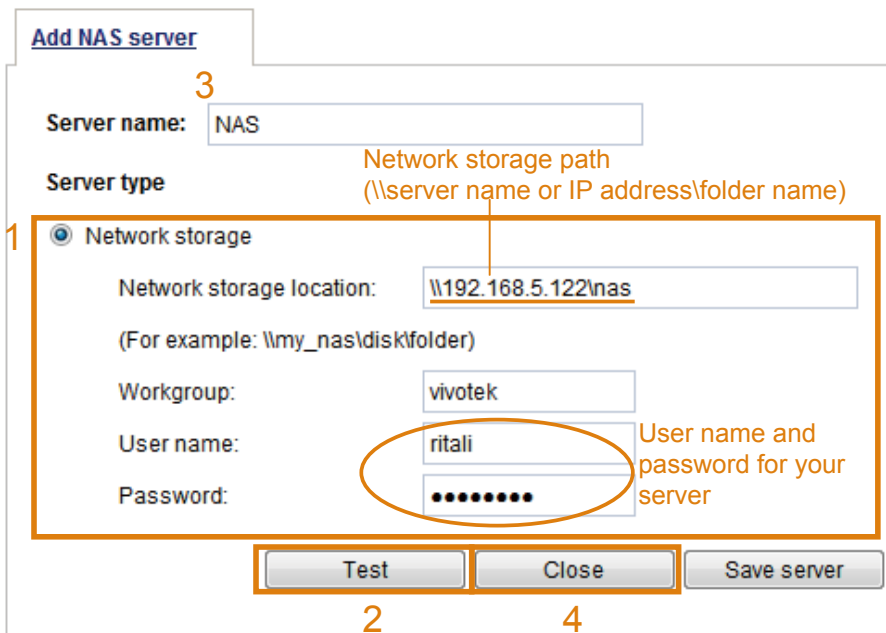 Add NAS server
3
Server name: NAS
Network storage path
Server type
(\\server name or IP address\folder name)
1
Network storage
Network storage location: \\192.168.5.122\nas
(For example: \\my_nas\disk\folder)
Workgroup: vivotek
User name: ritali
User name and
password for your
Password: ●●●●●●●●
server
Test Close Save server
2 4